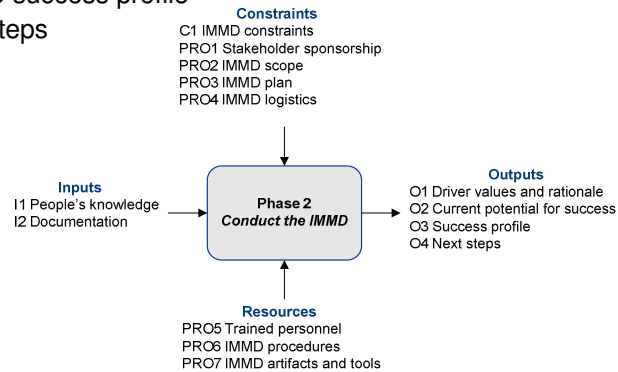 success profile
teps
Constraints
C1 IMMD constraints
PRO1 Stakeholder sponsorship
PRO2 IMMD scope
PRO3 IMMD plan
PRO4 IMMD logistics
Inputs
I1 People's knowledge
I2 Documentation
Phase 2
Conduct the IMMD
Outputs
O1 Driver values and rationale
O2 Current potential for success
O3 Success profile
O4 Next steps
Resources
PRO5 Trained personnel
PRO6 IMMD procedures
PRO7 IMMD artifacts and tools